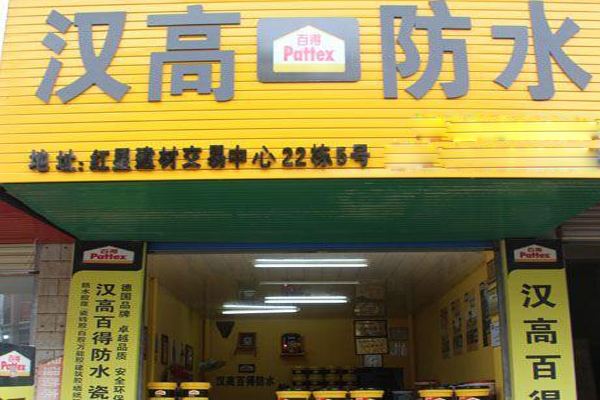 汉高 百得 Pattex 防水
地址:红星建材交易中心22栋5号
百得
Pattex
德国品牌 卓越品质 安全环保
汉高百得防水 瓷
百得
Pattex
汉高百得
汉高百得防水
百得
Pattex